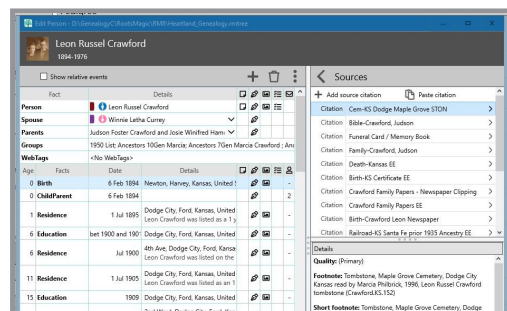 Edit Person - D:\GenealogyC\RootsMagic\RM8\Heartland_Genealogy.rmtree
Leon Russel Crawford
1894-1976
Show relative events
Sources
Fact Details
Add source citation Paste citation
Person Leon Russel Crawford
Citation Cem-KS Dodge Maple Grove STON
Spouse Winnie Letha Currey
Citation Bible-Crawford, Judson
Parents Judson Foster Crawford and Josie Winifred Ham
Citation Funeral Card / Memory Book
Groups 1950 List; Ancestors 10Gen Marcia; Ancestors 7Gen Marcia Crawford ; An
Citation Family-Crawford, Judson
WebTags <No WebTags>
Citation Death-Kansas EE
Age Facts Date Details
Citation Birth-KS Certificate EE
0 Birth 6 Feb 1894 Newton, Harvey, Kansas, United
Citation Crawford Family Papers - Newspaper Clipping
0 ChildParent 6 Feb 1894 2
Citation Crawford Family Papers EE
1 Residence 1 Jul 1895 Dodge City, Ford, Kansas, United
Leon Crawford was listed as a 1 y
Citation Birth-Crawford Leon Newspaper
6 Education bet 1900 and 1901 Dodge City, Ford, Kansas, United
Citation Railroad-KS Santa Fe prior 1935 Ancestry EE
6 Residence Jul 1900 4th Ave, Dodge City, Ford, Kansa
Leon Crawford was listed on the
Details
Quality: (Primary)
11 Residence 1 Jul 1905 Dodge City, Ford, Kansas, United
Leon Crawford was listed as an 1
Footnote: Tombstone, Maple Grove Cemetery, Dodge City
Kansas read by Marcia Philbrick, 1996, Leon Russel Crawford
tombstone (Crawford.KS.152)
15 Education 1909 Dodge City, Ford, Kansas, United
Short footnote: Tombstone, Maple Grove Cemetery, Dodge